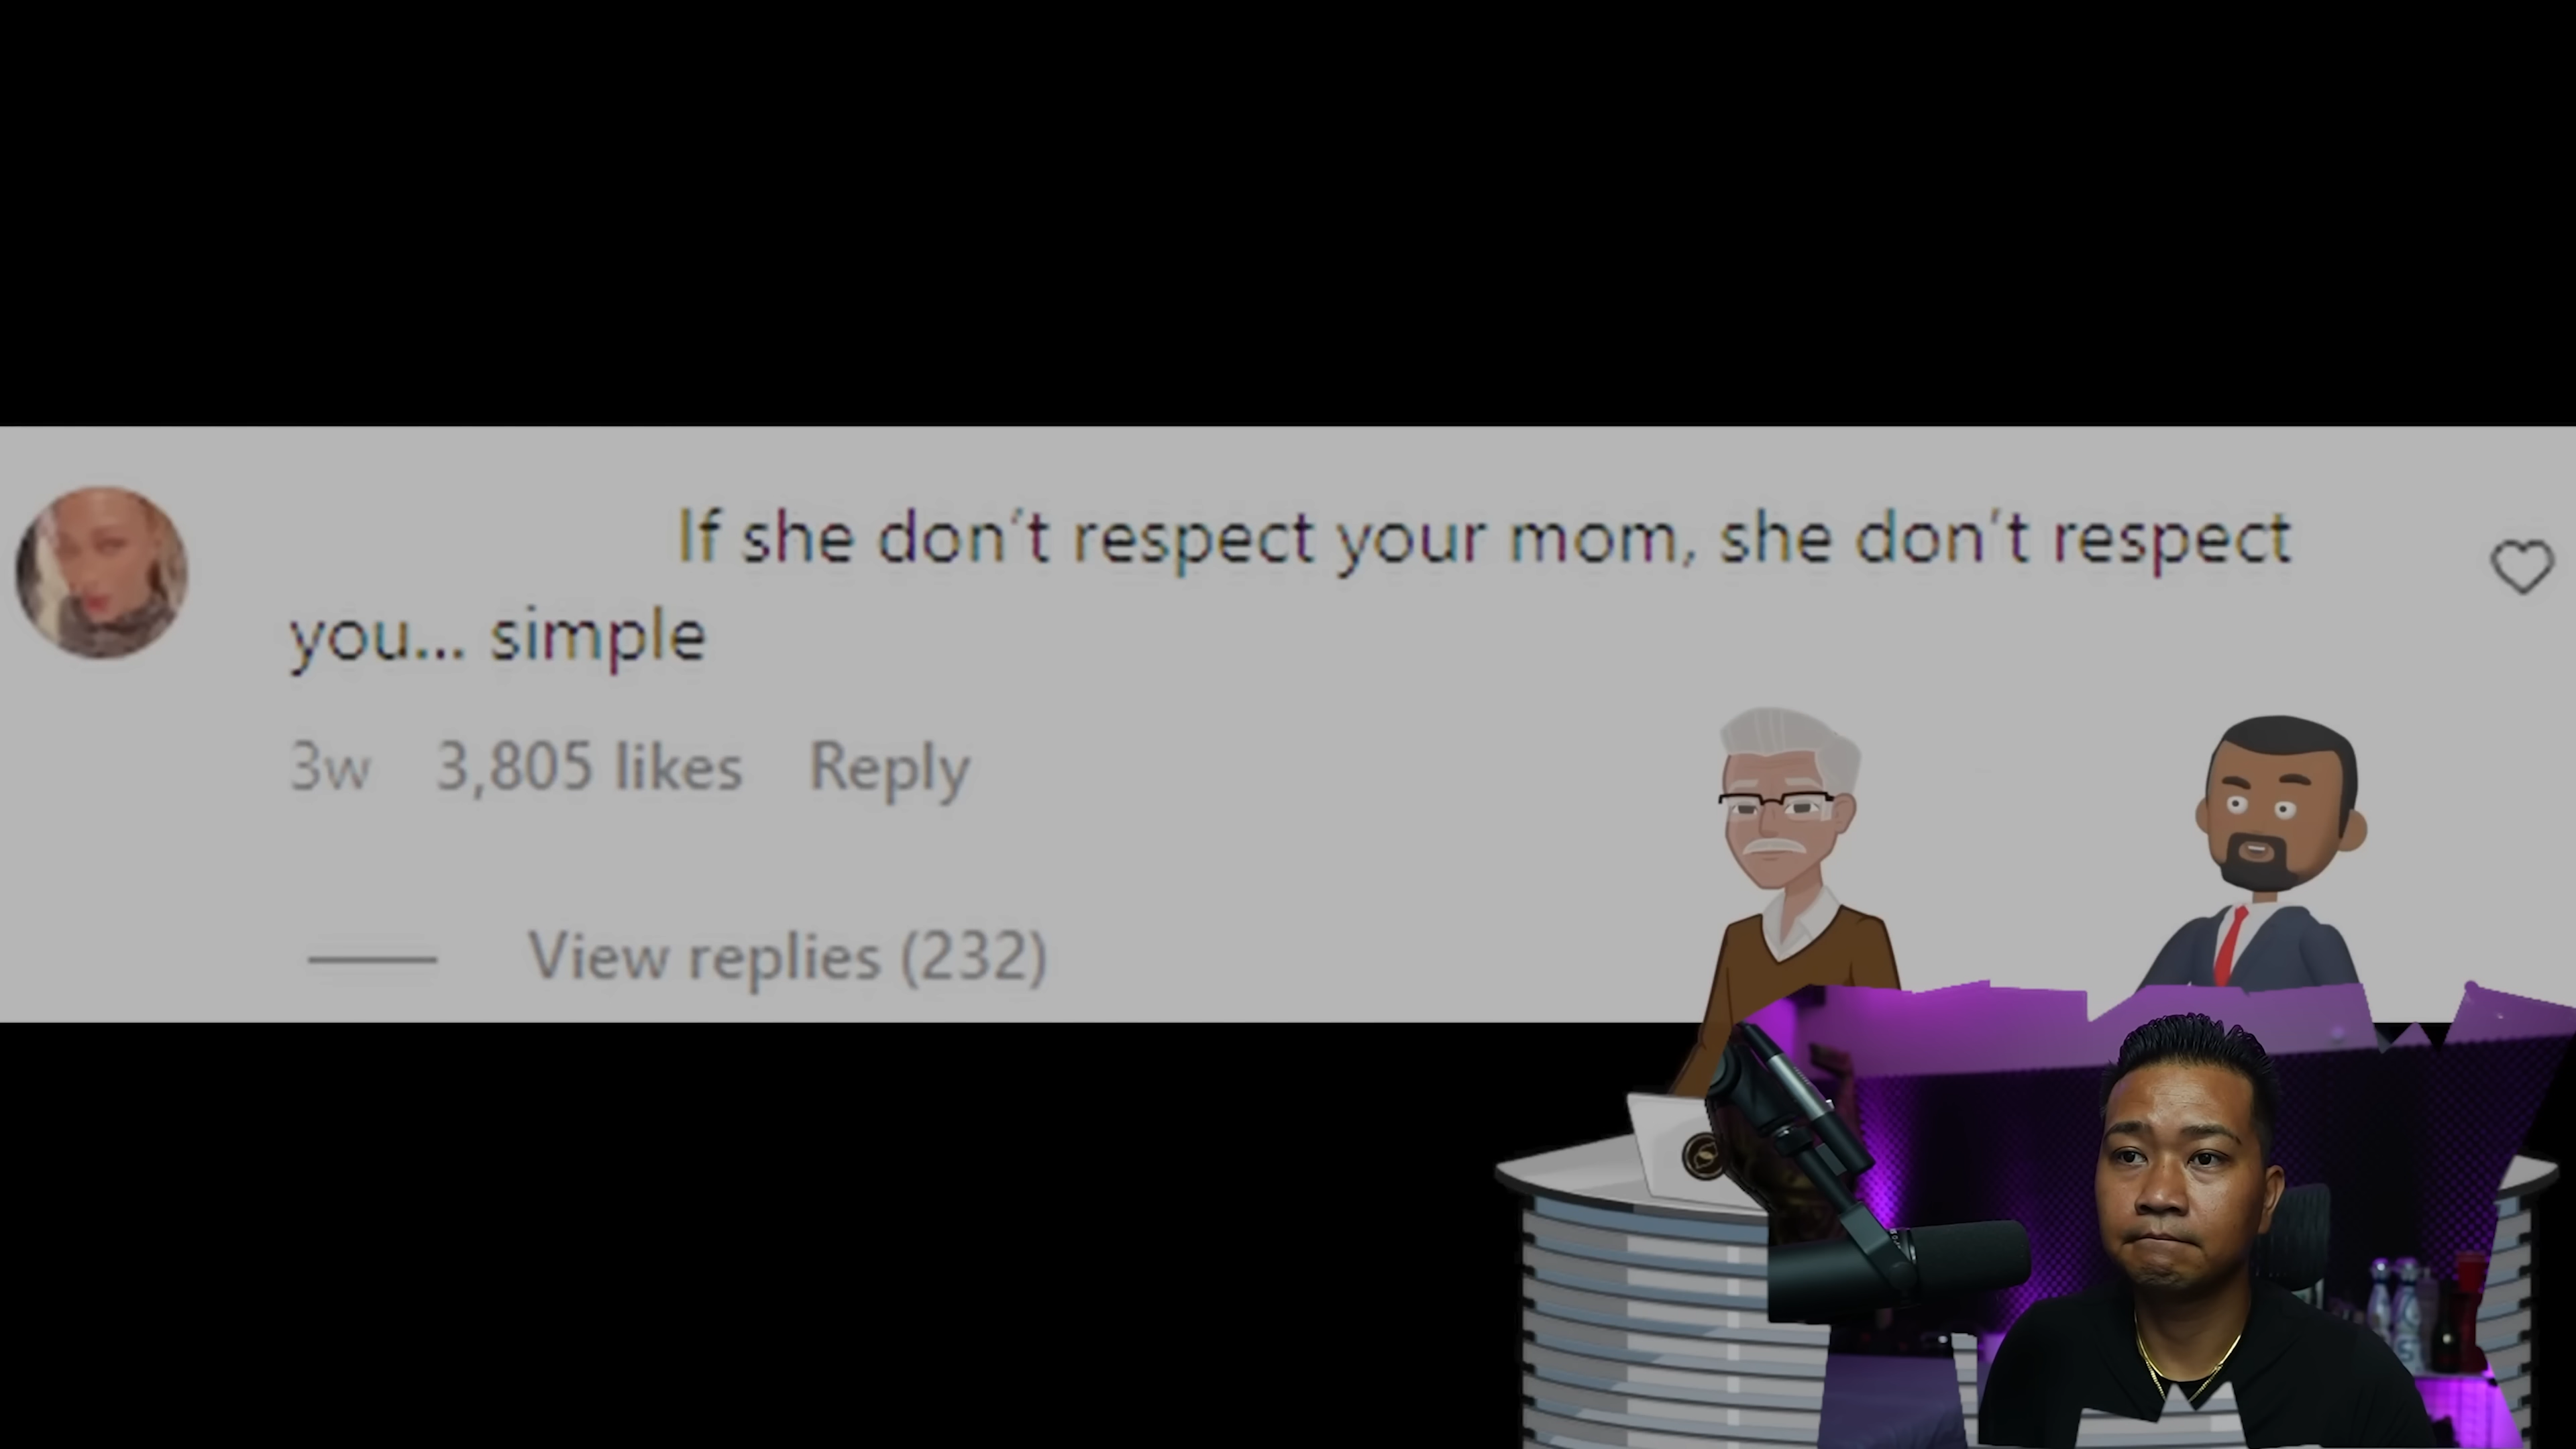 If she don't respect your mom, she don't respect
you... simple
3w 3,805 likes Reply
View replies (232)